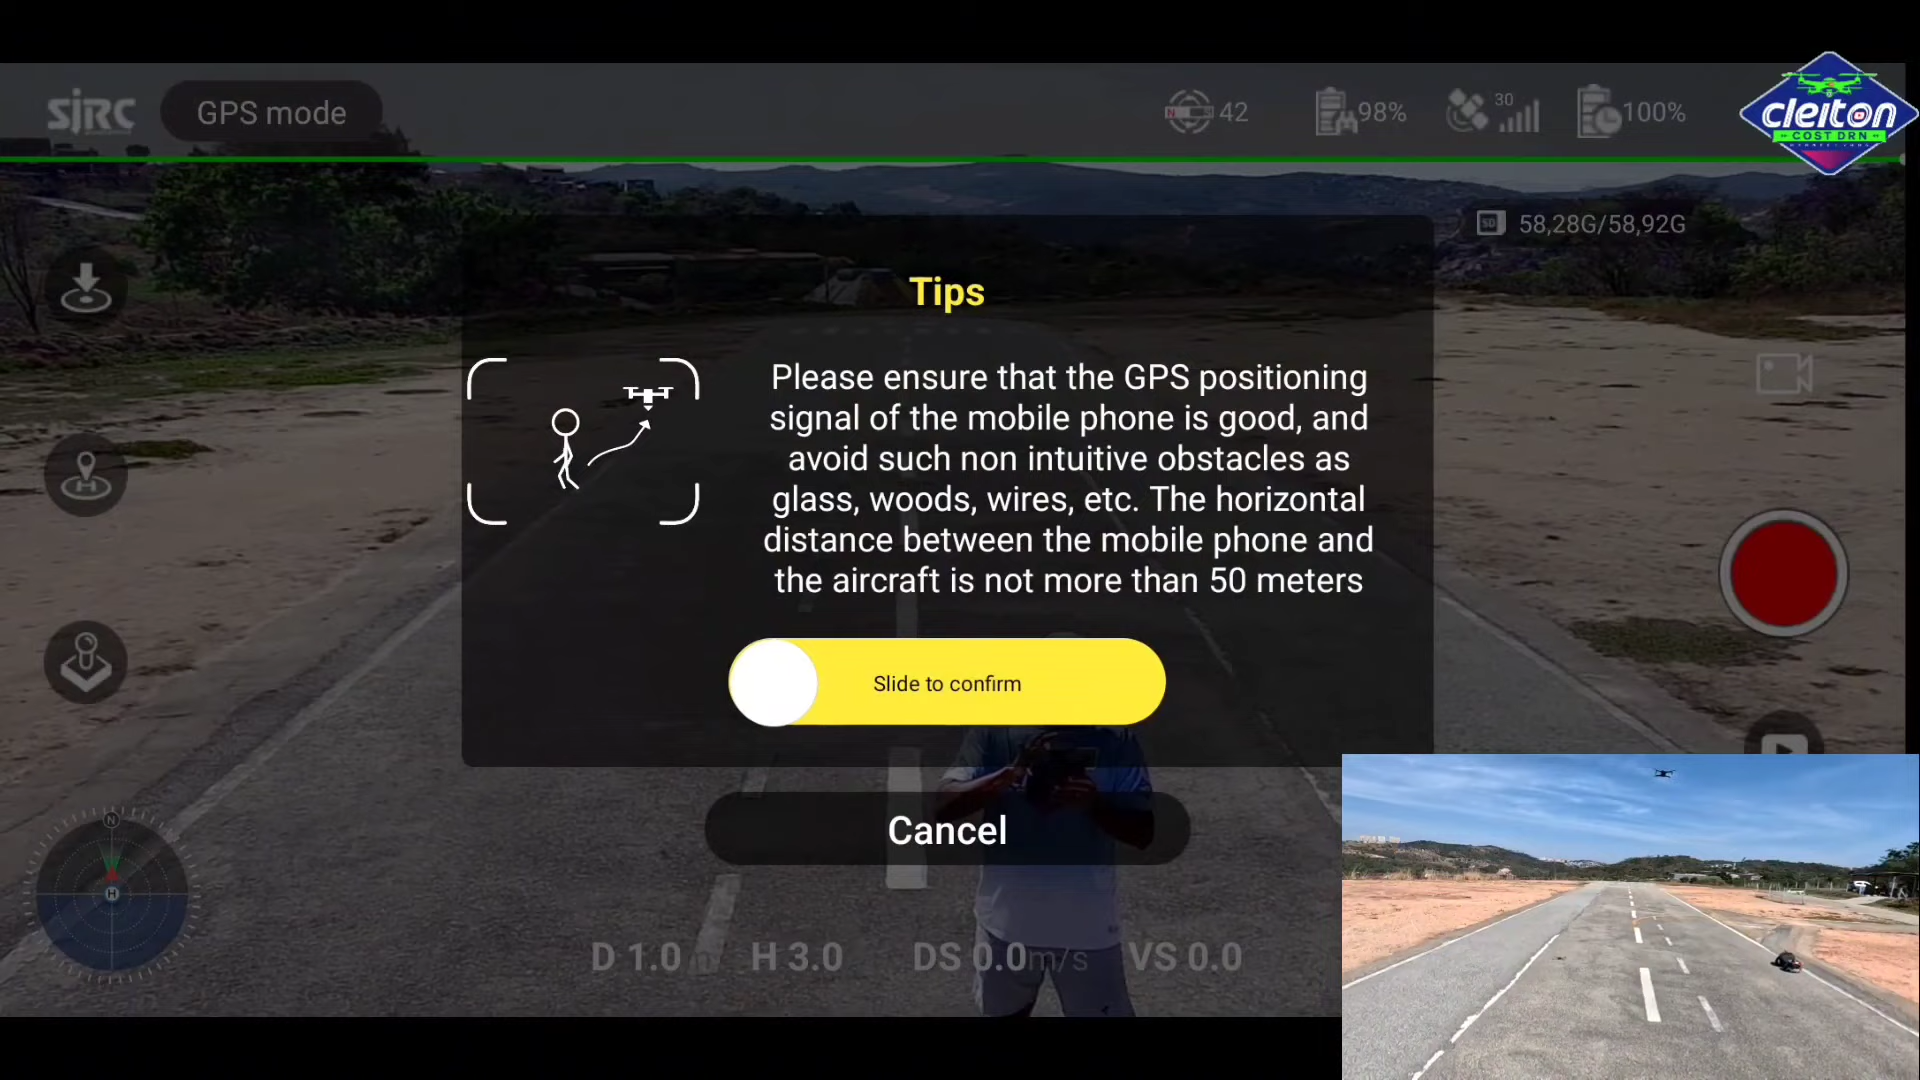 SJRC
GPS mode
42
98%
30
100%
cleiton
COST DRN
SD
58,28G/58,92G
Tips
Please ensure that the GPS positioning
signal of the mobile phone is good, and
avoid such non intuitive obstacles as
glass, woods, wires, etc. The horizontal
distance between the mobile phone and
the aircraft is not more than 50 meters
Slide to confirm
Cancel
N
H
D 1.0 m
H 3.0
DS 0.0m/s
VS 0.0